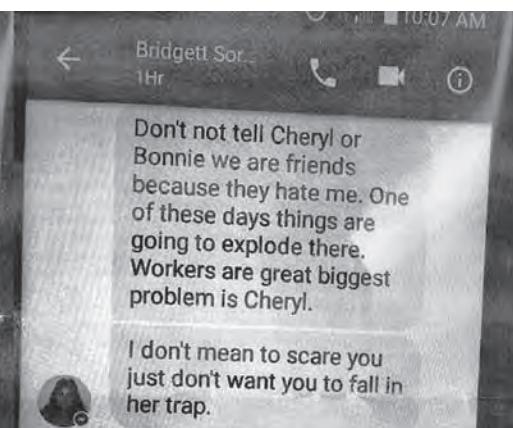 10:07 AM
Bridgett Sor...
1Hr
Don't not tell Cheryl or
Bonnie we are friends
because they hate me. One
of these days things are
going to explode there.
Workers are great biggest
problem is Cheryl.
I don't mean to scare you
just don't want you to fall in
her trap.